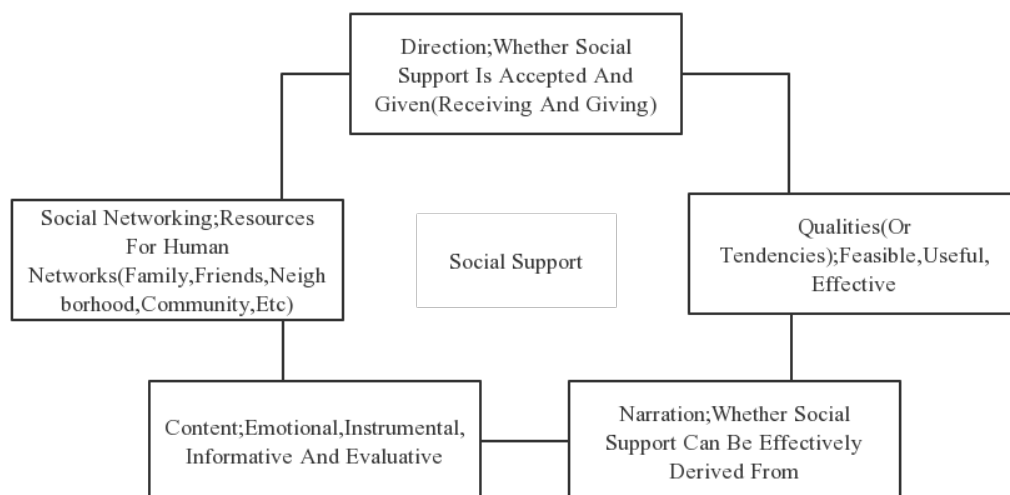 Direction;Whether Social
Support Is Accepted And
Given(Receiving And Giving)
Social Networking;Resources
For Human
Networks(Family,Friends,Neigh
borhood,Community,Etc)
Social Support
Qualities(Or
Tendencies);Feasible,Useful,
Effective
Content;Emotional,Instrumental,
Informative And Evaluative
Narration;Whether Social
Support Can Be Effectively
Derived From